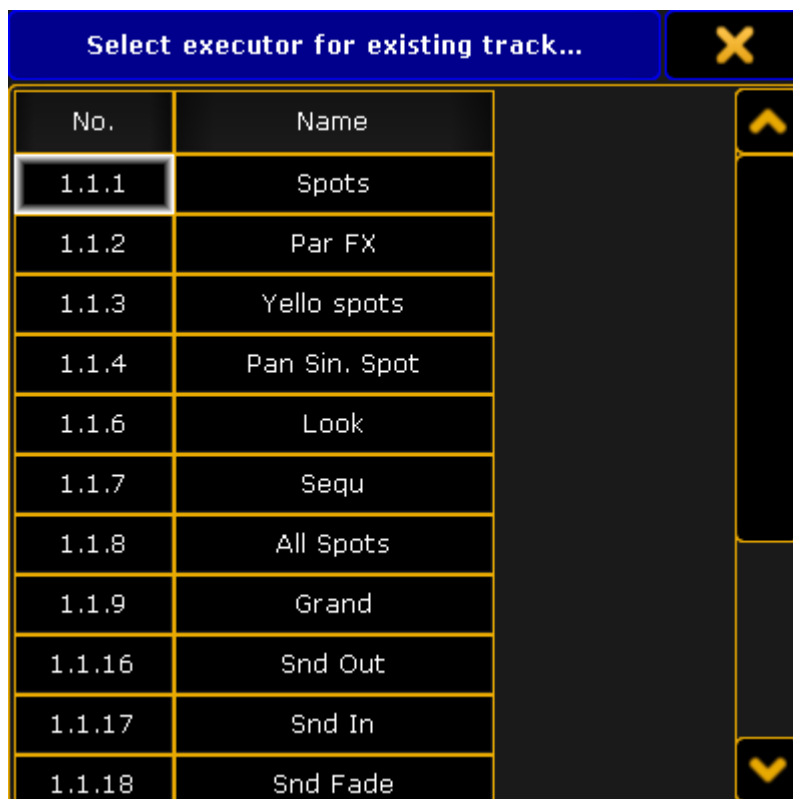 Select executor for existing track...
No. Name
1.1.1 Spots
1.1.2 Par FX
1.1.3 Yello spots
1.1.4 Pan Sin. Spot
1.1.6 Look
1.1.7 Sequ
1.1.8 All Spots
1.1.9 Grand
1.1.16 Snd Out
1.1.17 Snd In
1.1.18 Snd Fade